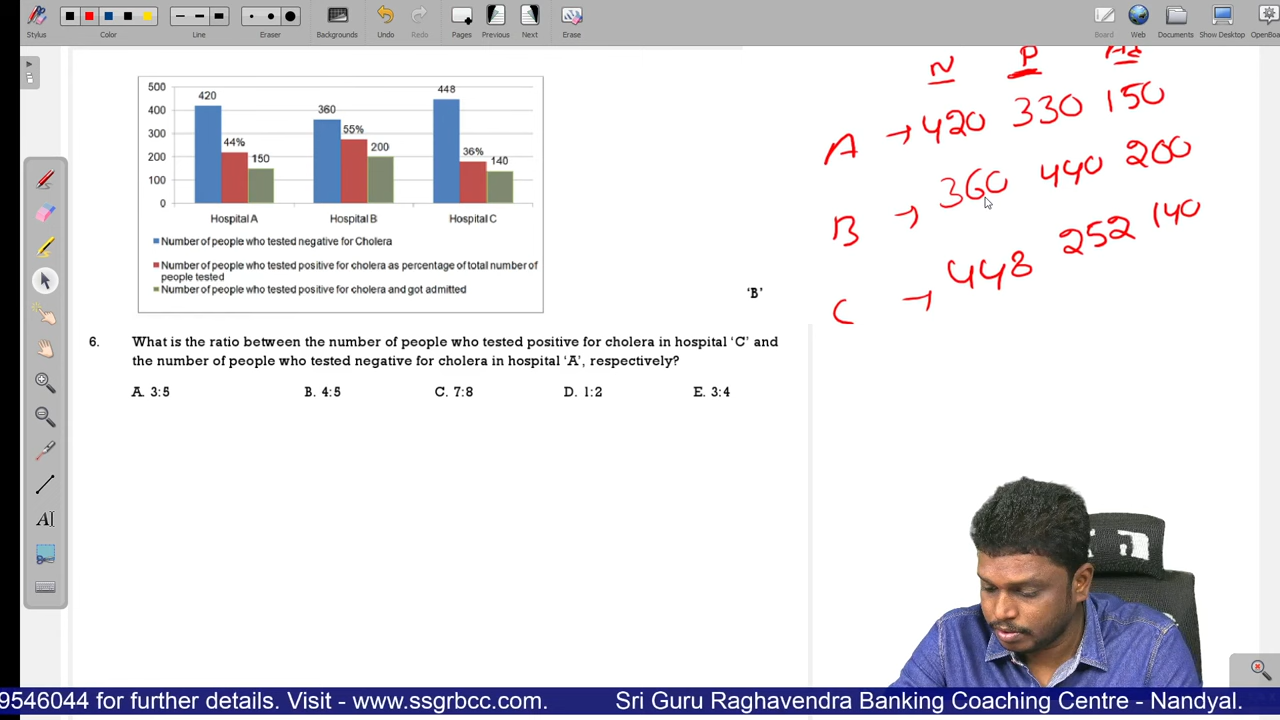 Stylus
Color
Line
Eraser
Backgrounds
Undo
Redo
Pages
Previous
Next
Erase
Board
Web
Documents
Show Desktop
OpenBoa
500
400
300
200
100
0
420
44%
150
360
55%
200
448
36%
140
Hospital A
Hospital B
Hospital C
Number of people who tested negative for Cholera
Number of people who tested positive for cholera as percentage of total number of
people tested
Number of people who tested positive for cholera and got admitted
'B'
N P Ad
A → 420 330 150
B → 360 440 200
C → 448 252 140
6. What is the ratio between the number of people who tested positive for cholera in hospital 'C' and
the number of people who tested negative for cholera in hospital 'A', respectively?
A. 3:5 B. 4:5 C. 7:8 D. 1:2 E. 3:4
9546044 for further details. Visit - www.ssgrbcc.com. Sri Guru Raghavendra Banking Coaching Centre - Nandyal.